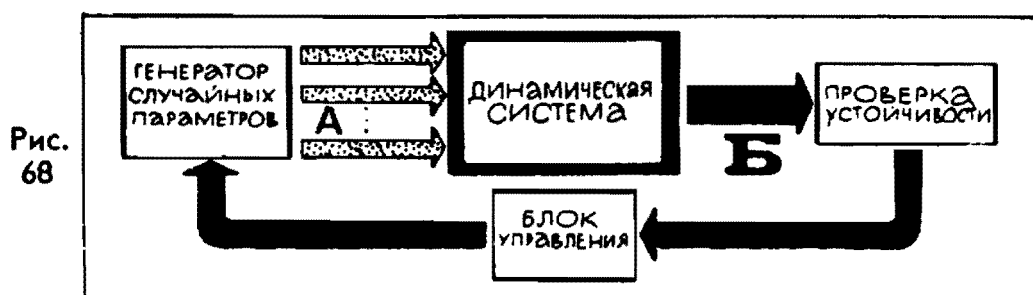 Рис.
68
ГЕНЕРАТОР
СЛУЧАЙНЫХ
ПАРАМЕТРОВ
А
ДИНАМИЧЕСКАЯ
СИСТЕМА
Б
ПРОВЕРКА
УСТОЙЧИВОСТИ
БЛОК
УПРАВЛЕНИЯ